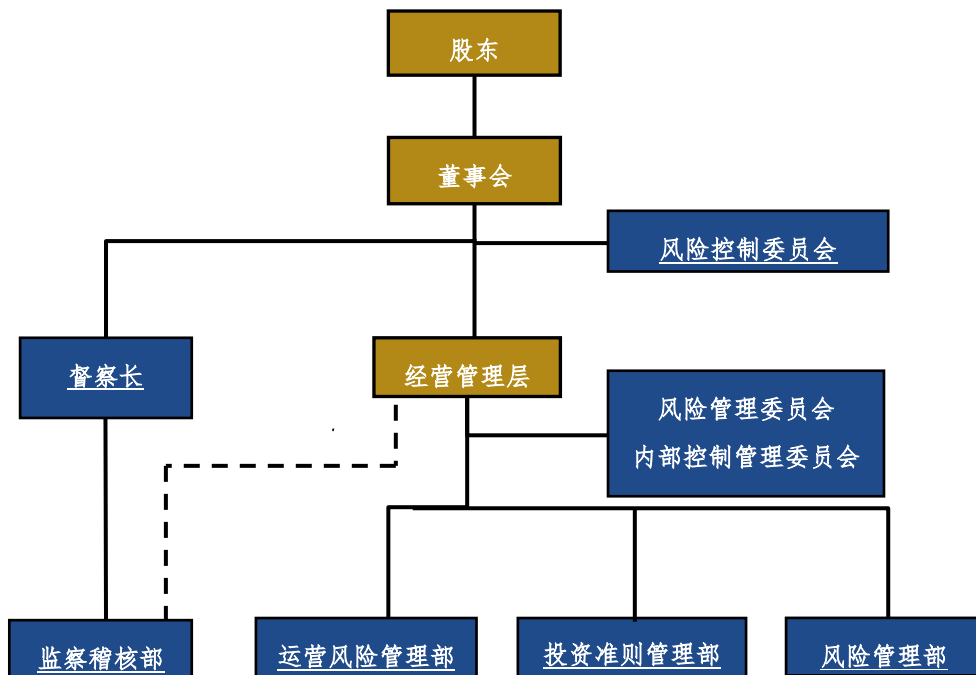 股东
董事会
风险控制委员会
督察长
经营管理层
风险管理委员会
内部控制管理委员会
监察稽核部
运营风险管理部
投资准则管理部
风险管理部